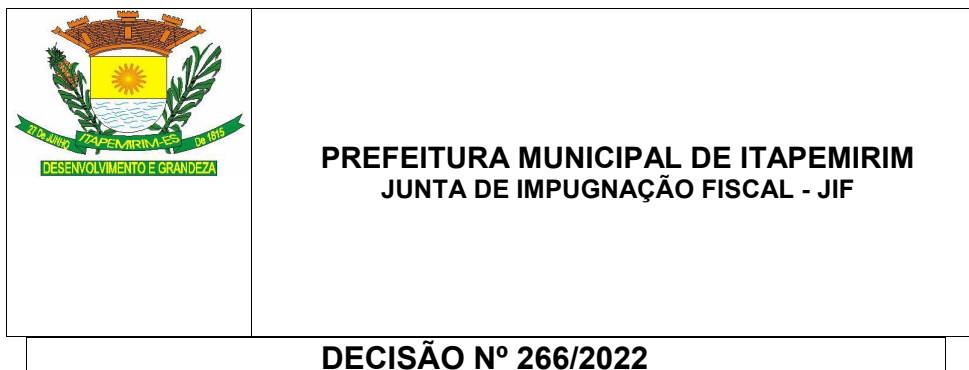 27 De JUNHO ITAPEMIRIM-ES De 1815
DESENVOLVIMENTO E GRANDEZA
PREFEITURA MUNICIPAL DE ITAPEMIRIM
JUNTA DE IMPUGNAÇÃO FISCAL - JIF
DECISÃO Nº 266/2022